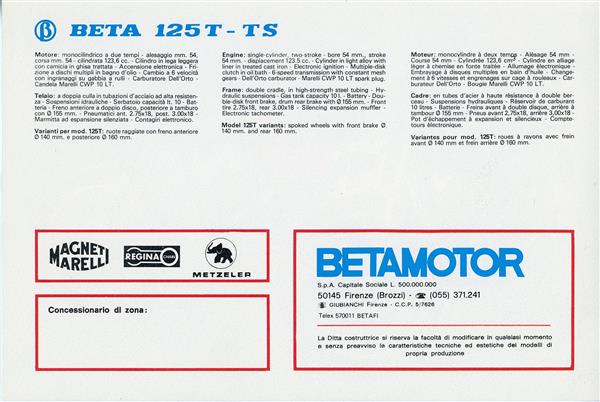 B BETA 125T-TS
Motore: monocilindrico a due tempi - alesaggio mm. 54,
corsa mm. 54 - cilindrata 123,6 cc. - Cilindro in lega leggera
con camicia in ghisa trattata - Accensione elettronica - Fri-
zione a dischi multipli in bagno d'olio - Cambio a 6 velocità
con ingranaggi su gabbia a rulli - Carburatore Dell'Orto -
Candela Marelli CWP 10 LT.
Telaio: a doppia culla in tubazioni d'acciaio ad alta resisten-
za - Sospensioni idrauliche - Serbatoio capacità lt. 10 - Bat-
teria - Freno anteriore a doppio disco, posteriore a tamburo
con Ø 155 mm. - Pneumatici ant. 2.75x18, post. 3.00x18 -
Marmitta ad espansione silenziata - Contagiri elettronico.
Varianti per mod. 125T: ruote raggiate con freno anteriore
Ø 140 mm. e posteriore Ø 160 mm.
Engine: single-cylinder, two-stroke - bore 54 mm., stroke
54 mm. - displacement 123.5 cc. - Cylinder in light alloy with
liner in treated cast iron - Electronic ignition - Multiple-disk
clutch in oil bath - 6-speed transmission with constant mesh
gears - Dell'Orto carburator - Marelli CWP 10 LT spark plug.
Frame: double cradle, in high-strength steel tubing - Hy-
draulic suspensions - Gas tank capacity 10 l. - Battery - Dou-
ble-disk front brake, drum rear brake with Ø 155 mm. - Front
tire 2.75x18, rear 3.00x18 - Silencing expansion muffler -
Electronic tachometer.
Model 125T variants: spoked wheels with front brake Ø
140 mm. and rear 160 mm.
Moteur: monocylindre à deux temps - Alésage 54 mm -
Course 54 mm - Cylindrée 123,6 cm³ - Cylindre en alliage
léger à chemise en fonte traitée - Allumage électronique -
Embrayage à disques multiples en bain d'huile - Change-
ment à 6 vitesses et engrenages sur cage à rouleaux - Car-
burateur Dell'Orto - Bougie Marelli CWP 10 LT.
Cadre: en tubes d'acier à haute résistance à double ber-
ceau - Suspensions hydrauliques - Réservoir de carburant
10 litres - Batterie - Freins avant à double disque, arrière à
tambour Ø 155 mm - Pneus avant 2,75x18, arrière 3,00x18 -
Pot d'échappement à expansion et silencieux - Compte-
tours électronique.
Variantes pour mod. 125T: roues à rayons avec frein
avant Ø 140 mm et frein arrière Ø 160 mm.
MAGNETI
MARELLI
REGINA CHAIN
METZELER
Concessionario di zona:
BETAMOTOR
S.p.A. Capitale Sociale L. 500.000.000
50145 Firenze (Brozzi) - ☎ (055) 371.241
GIUBIANCHI Firenze - C.C.P. 5/7626
Telex 570011 BETAFI
La Ditta costruttrice si riserva la facoltà di modificare in qualsiasi momento
e senza preavviso le caratteristiche tecniche ed estetiche dei modelli di
propria produzione